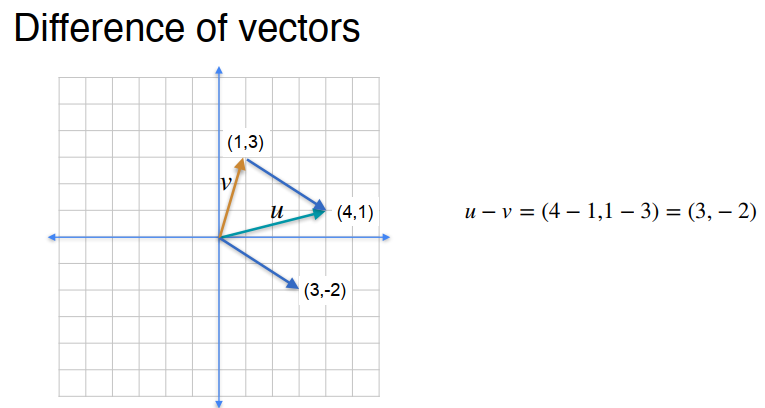 Difference of vectors
(1,3)
v
u
(4,1)
u − v = (4 − 1,1 − 3) = (3, − 2)
(3,-2)